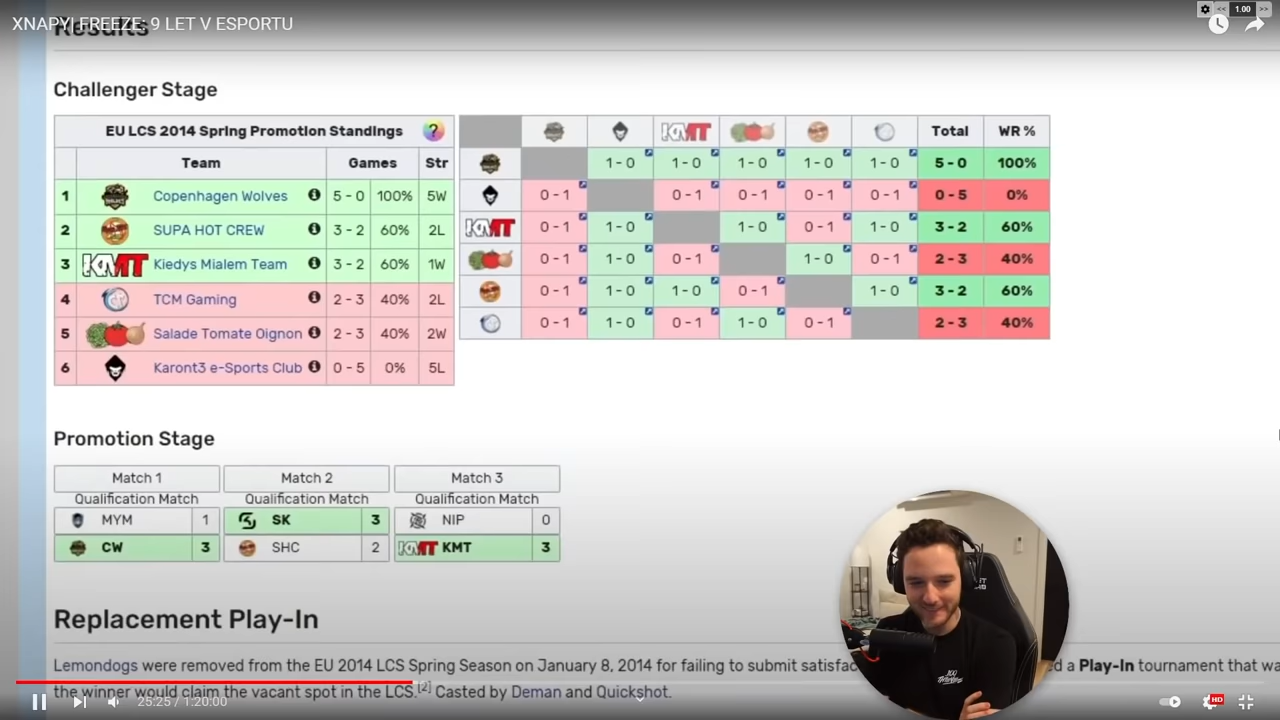 XNAPY| FREEZE: 9 LET V ESPORTU
<< 1.00 >>
Results
Challenger Stage
EU LCS 2014 Spring Promotion Standings ?
Team Games Str
1 Copenhagen Wolves 5 - 0 100% 5W
2 SUPA HOT CREW 3 - 2 60% 2L
3 KMT Kiedys Mialem Team 3 - 2 60% 1W
4 TCM Gaming 2 - 3 40% 2L
5 Salade Tomate Oignon 2 - 3 40% 2W
6 Karont3 e-Sports Club 0 - 5 0% 5L
KMT Total WR %
1 - 0 1 - 0 1 - 0 1 - 0 1 - 0 5 - 0 100%
0 - 1 0 - 1 0 - 1 0 - 1 0 - 1 0 - 5 0%
KMT 0 - 1 1 - 0 1 - 0 0 - 1 1 - 0 3 - 2 60%
0 - 1 1 - 0 0 - 1 1 - 0 0 - 1 2 - 3 40%
0 - 1 1 - 0 1 - 0 0 - 1 1 - 0 3 - 2 60%
0 - 1 1 - 0 0 - 1 1 - 0 0 - 1 2 - 3 40%
Promotion Stage
Match 1 Match 2 Match 3
Qualification Match Qualification Match Qualification Match
MYM 1 SK 3 NIP 0
CW 3 SHC 2 KMT KMT 3
Replacement Play-In
Lemondogs were removed from the EU 2014 LCS Spring Season on January 8, 2014 for failing to submit satisfac d a Play-In tournament that wa
the winner would claim the vacant spot in the LCS.[2] Casted by Deman and Quickshot.
25:25 / 1:20:00
HD
100
THIEVES